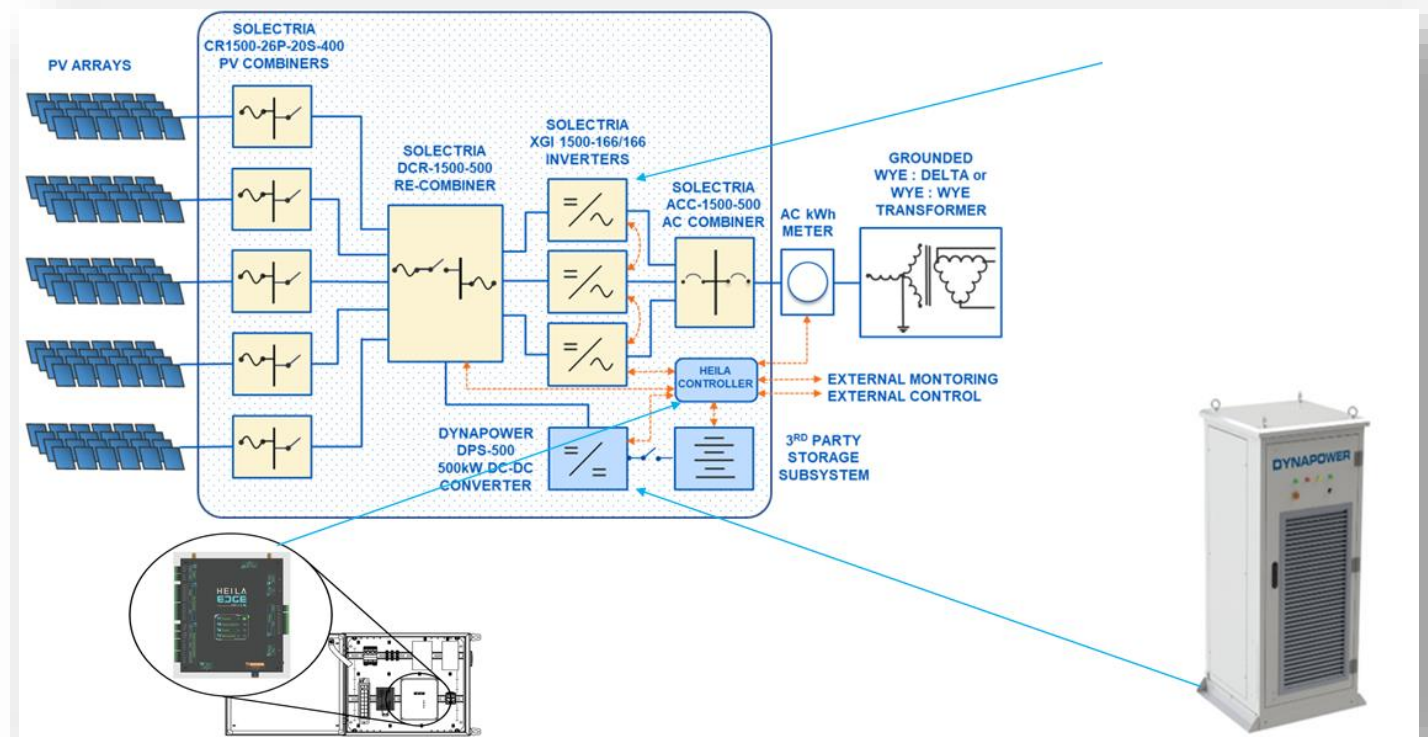 SOLECTRIA
CR1500-26P-20S-400
PV COMBINERS
PV ARRAYS
SOLECTRIA
DCR-1500-500
RE-COMBINER
SOLECTRIA
XGI 1500-166/166
INVERTERS
SOLECTRIA
ACC-1500-500
AC COMBINER
AC kWh
METER
GROUNDED
WYE : DELTA or
WYE : WYE
TRANSFORMER
HEILA
CONTROLLER
EXTERNAL MONTORING
EXTERNAL CONTROL
DYNAPOWER
DPS-500
500kW DC-DC
CONVERTER
3RD PARTY
STORAGE
SUBSYSTEM
HEILA
EDGE
DYNAPOWER